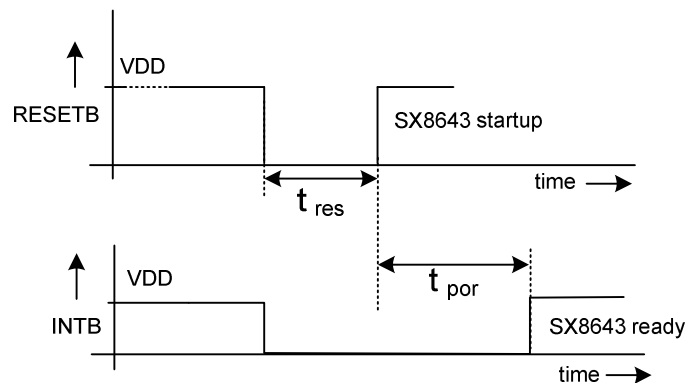 VDD
RESETB
SX8643 startup
time
t res
VDD
t por
INTB
SX8643 ready
time